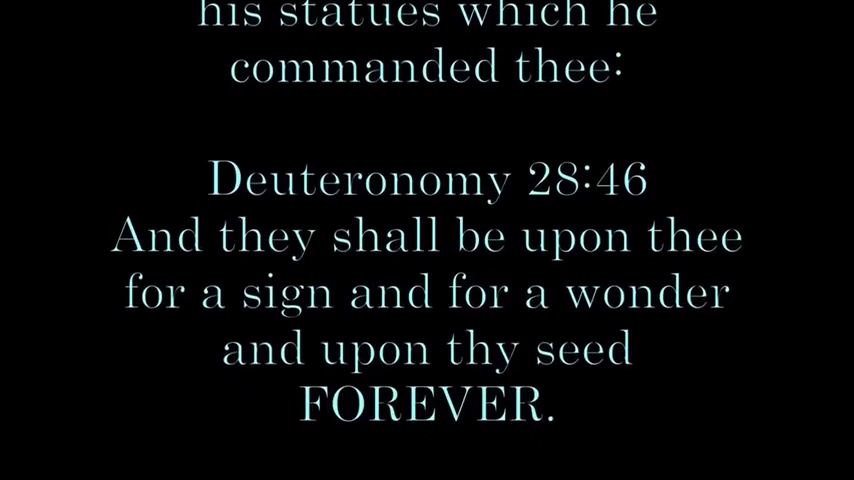 his statues which he
commanded thee:
Deuteronomy 28:46
And they shall be upon thee
for a sign and for a wonder
and upon thy seed
FOREVER.